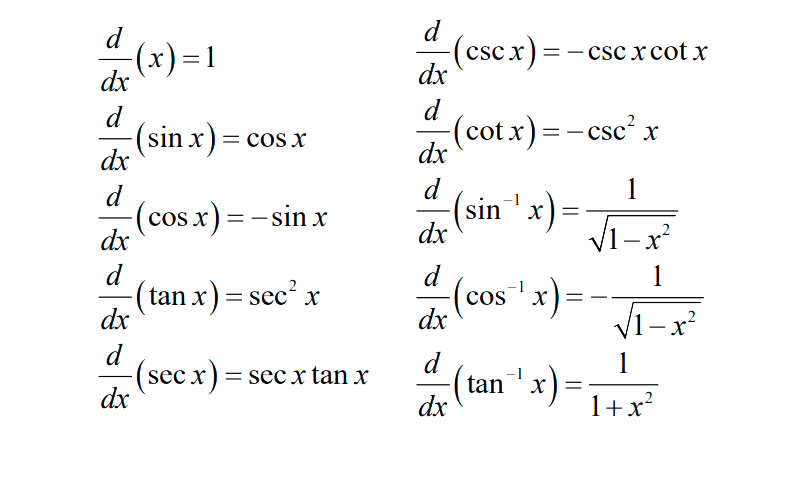 d/dx (x) = 1
d/dx (sin x) = cos x
d/dx (cos x) = −sin x
d/dx (tan x) = sec² x
d/dx (sec x) = sec x tan x
d/dx (csc x) = −csc x cot x
d/dx (cot x) = −csc² x
d/dx (sin⁻¹ x) = 1/√(1−x²)
d/dx (cos⁻¹ x) = −1/√(1−x²)
d/dx (tan⁻¹ x) = 1/(1+x²)